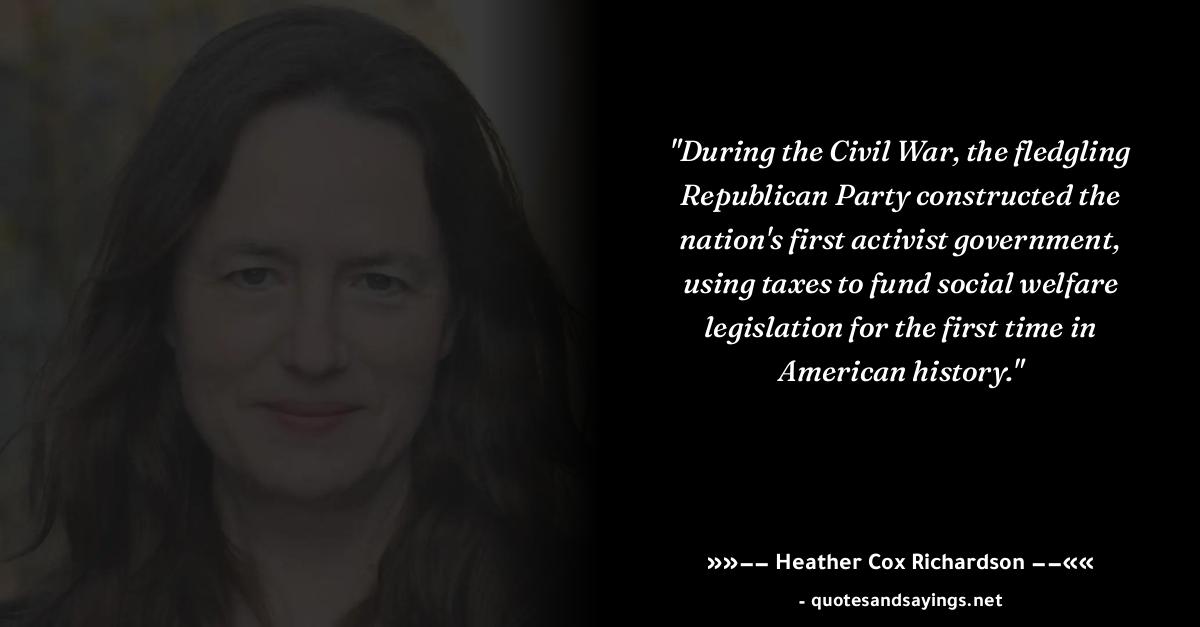 "During the Civil War, the fledgling
Republican Party constructed the
nation's first activist government,
using taxes to fund social welfare
legislation for the first time in
American history."
»»−− Heather Cox Richardson −−««
- quotesandsayings.net